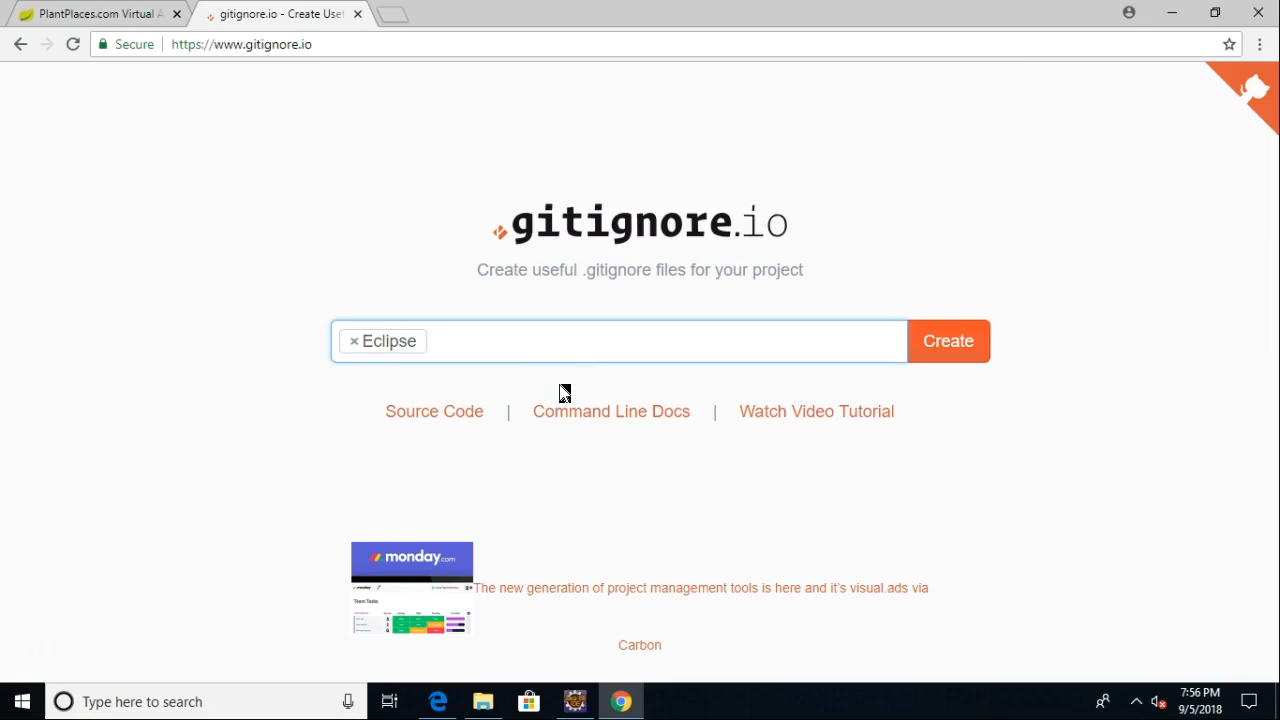 PlantPlaces.com Virtual A
gitignore.io - Create Usef
Secure
https://www.gitignore.io
.gitignore.io
Create useful .gitignore files for your project
× Eclipse
Create
Source Code | Command Line Docs | Watch Video Tutorial
monday.com
Team Tasks
The new generation of project management tools is here and it's visual.ads via
Carbon
Type here to search
7:56 PM
9/5/2018